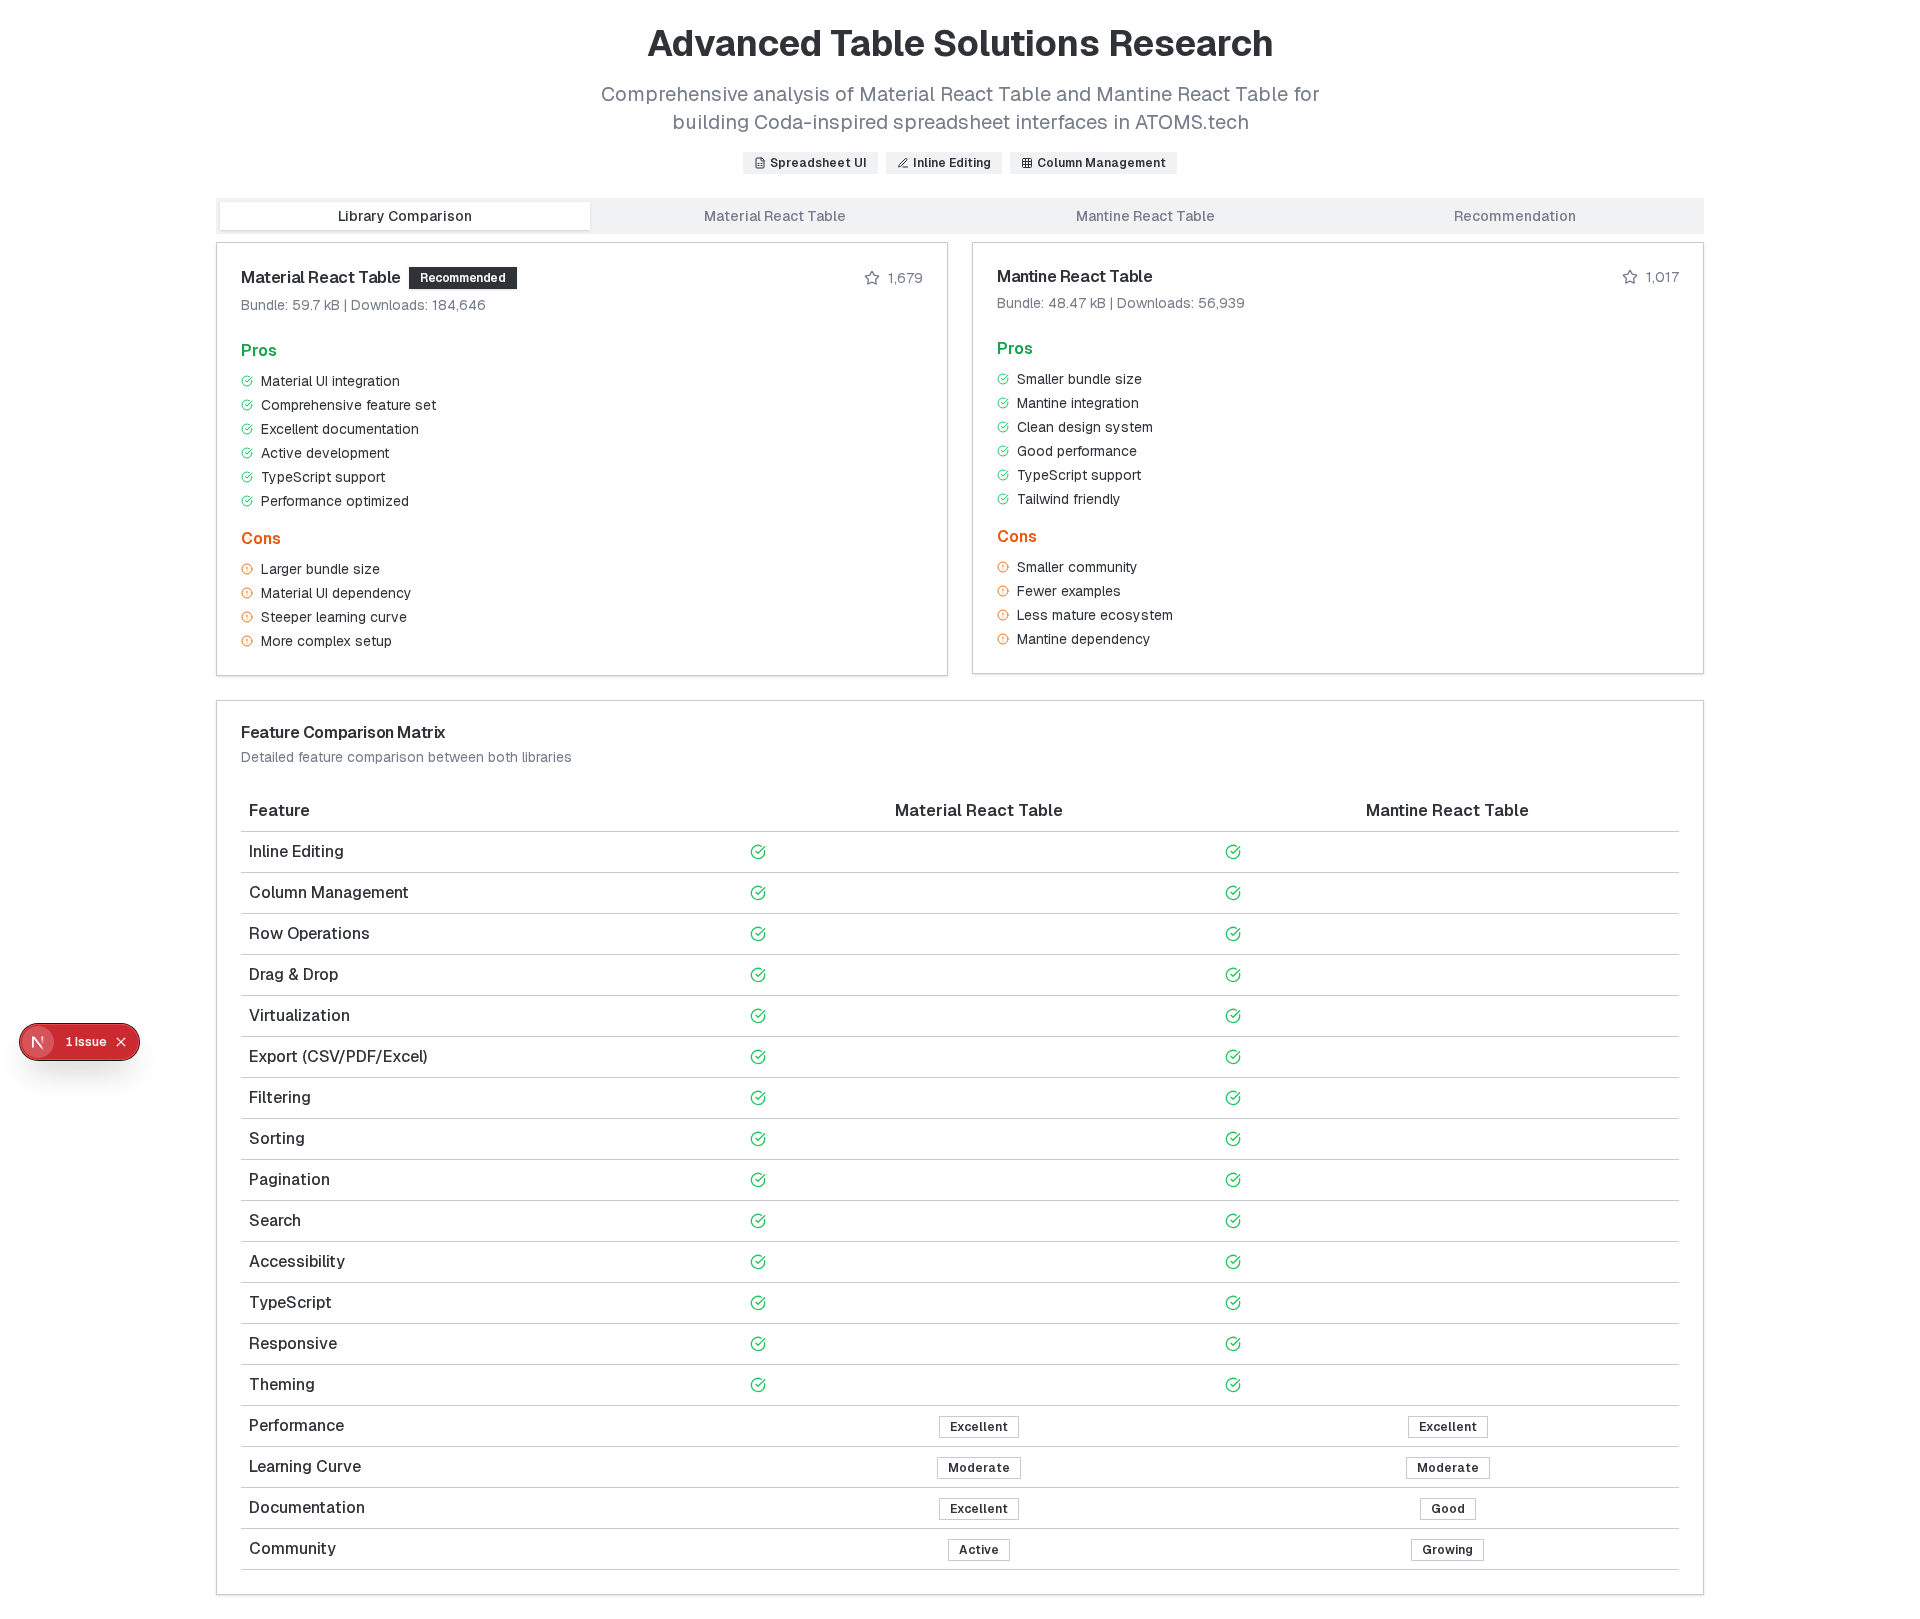 Advanced Table Solutions Research
Comprehensive analysis of Material React Table and Mantine React Table for
building Coda-inspired spreadsheet interfaces in ATOMS.tech
Spreadsheet UI
Inline Editing
Column Management
Library Comparison
Material React Table
Mantine React Table
Recommendation
Material React Table
Recommended
1,679
Bundle: 59.7 kB | Downloads: 184,646
Pros
Material UI integration
Comprehensive feature set
Excellent documentation
Active development
TypeScript support
Performance optimized
Cons
Larger bundle size
Material UI dependency
Steeper learning curve
More complex setup
Mantine React Table
1,017
Bundle: 48.47 kB | Downloads: 56,939
Pros
Smaller bundle size
Mantine integration
Clean design system
Good performance
TypeScript support
Tailwind friendly
Cons
Smaller community
Fewer examples
Less mature ecosystem
Mantine dependency
Feature Comparison Matrix
Detailed feature comparison between both libraries
Feature Material React Table Mantine React Table
Inline Editing
Column Management
Row Operations
Drag & Drop
Virtualization
Export (CSV/PDF/Excel)
Filtering
Sorting
Pagination
Search
Accessibility
TypeScript
Responsive
Theming
Performance Excellent Excellent
Learning Curve Moderate Moderate
Documentation Excellent Good
Community Active Growing
N 1 Issue